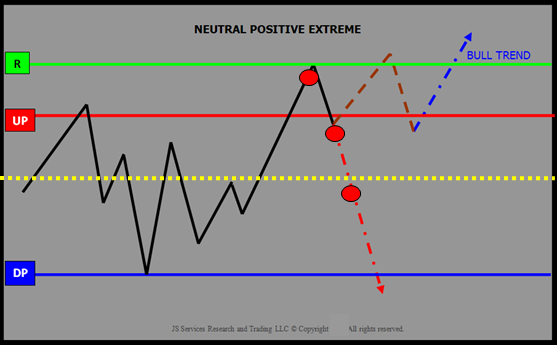 NEUTRAL POSITIVE EXTREME
R
BULL TREND
UP
DP
JS Services Research and Trading LLC © Copyright All rights reserved.